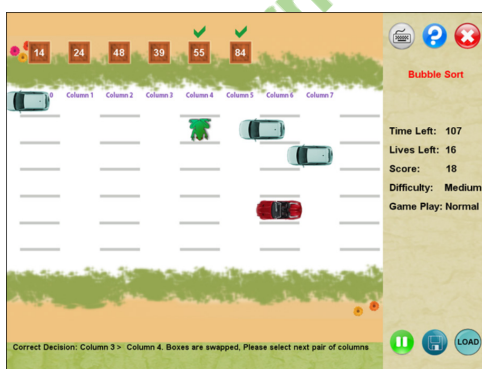 14 24 48 39 55 84
Bubble Sort
0 Column 1 Column 2 Column 3 Column 4 Column 5 Column 6 Column 7
Time Left: 107
Lives Left: 16
Score: 18
Difficulty: Medium
Game Play: Normal
LOAD
Correct Decision: Column 3 > Column 4. Boxes are swapped, Please select next pair of columns